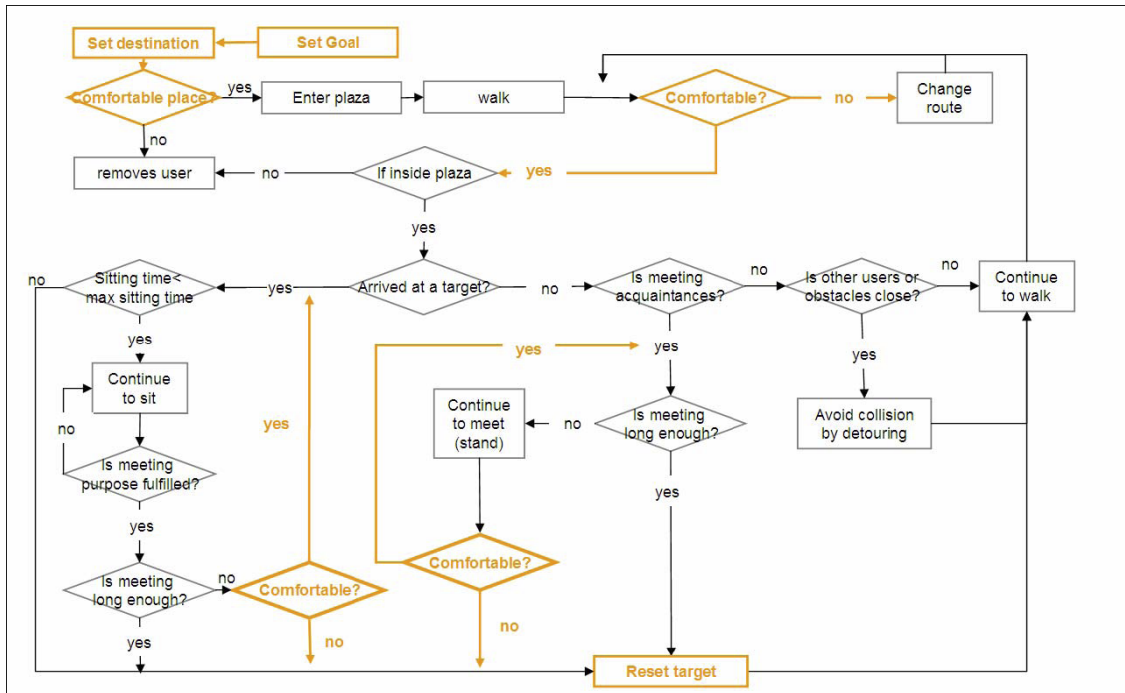 Set destination
Set Goal
Comfortable place?
yes
Enter plaza
walk
Comfortable?
no
Change
route
no
removes user
no
If inside plaza
yes
yes
no
Sitting time<
max sitting time
yes
Arrived at a target?
no
Is meeting
acquaintances?
no
Is other users or
obstacles close?
no
Continue
to walk
yes
Continue
to sit
no
Is meeting
purpose fulfilled?
yes
Is meeting
long enough?
no
Comfortable?
yes
no
yes
yes
yes
Continue
to meet
(stand)
no
Is meeting
long enough?
yes
Avoid collision
by detouring
yes
Comfortable?
no
Reset target